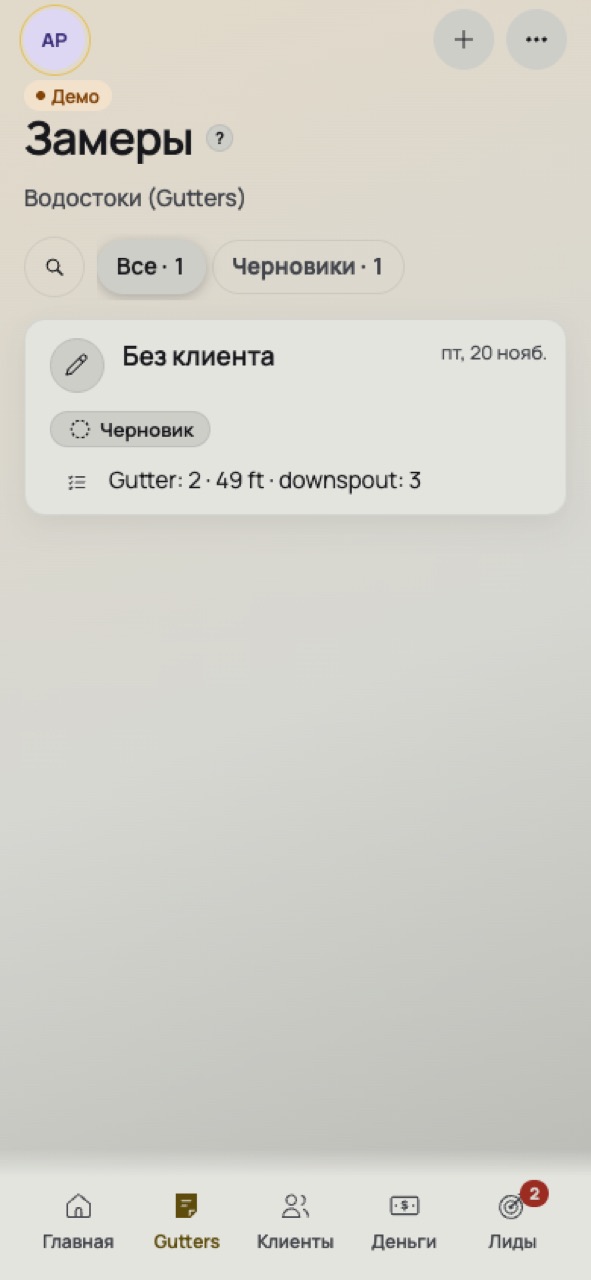 AP
Демо
Замеры ?
Водостоки (Gutters)
Все · 1 Черновики · 1
Без клиента пт, 20 нояб.
Черновик
Gutter: 2 · 49 ft · downspout: 3
2
Главная Gutters Клиенты Деньги Лиды